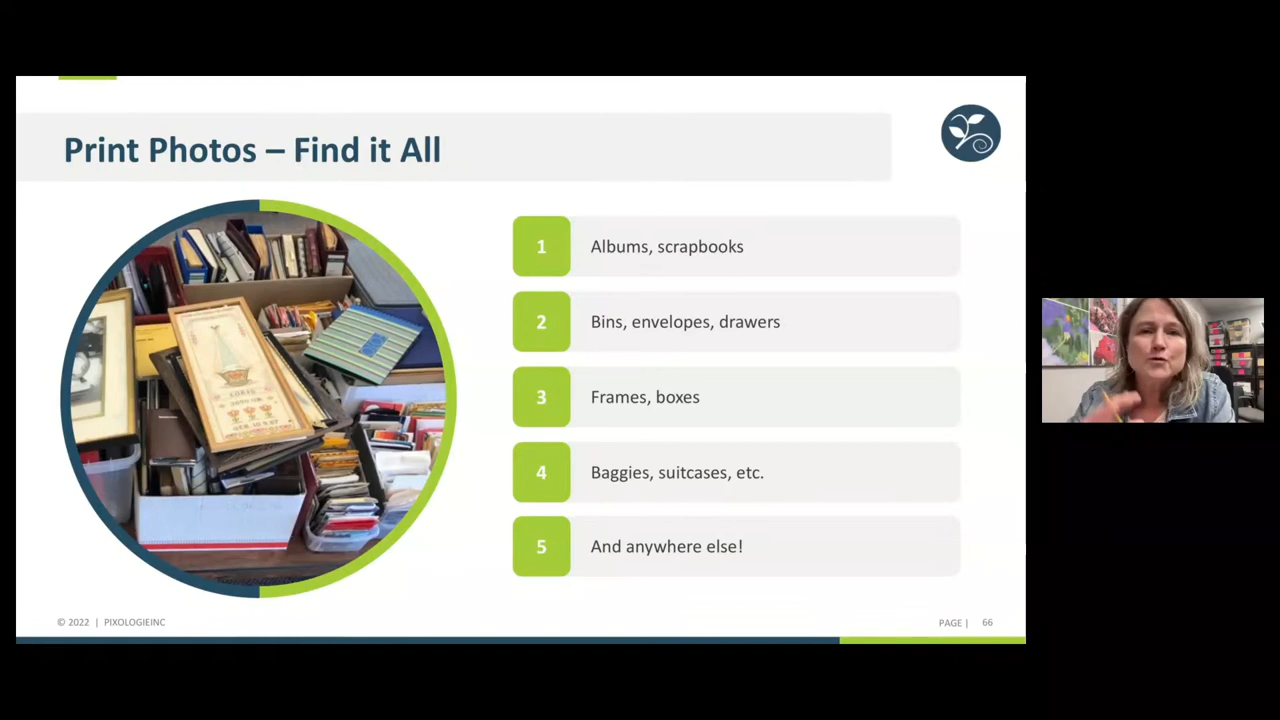 Print Photos – Find it All
1
Albums, scrapbooks
2
Bins, envelopes, drawers
3
Frames, boxes
4
Baggies, suitcases, etc.
5
And anywhere else!
© 2022 | PIXOLOGIEINC
PAGE | 66